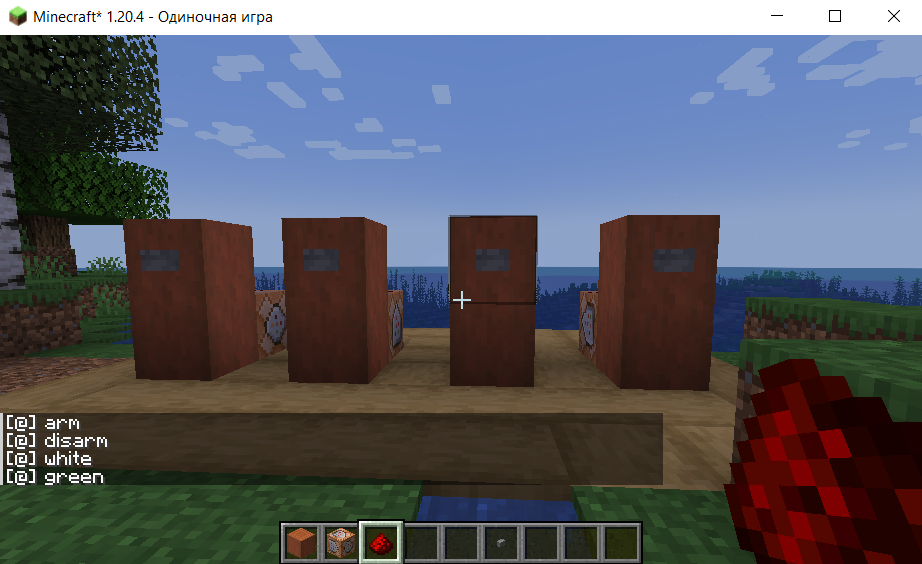 Minecraft* 1.20.4 - Одиночная игра
[@] arm
[@] disarm
[@] white
[@] green